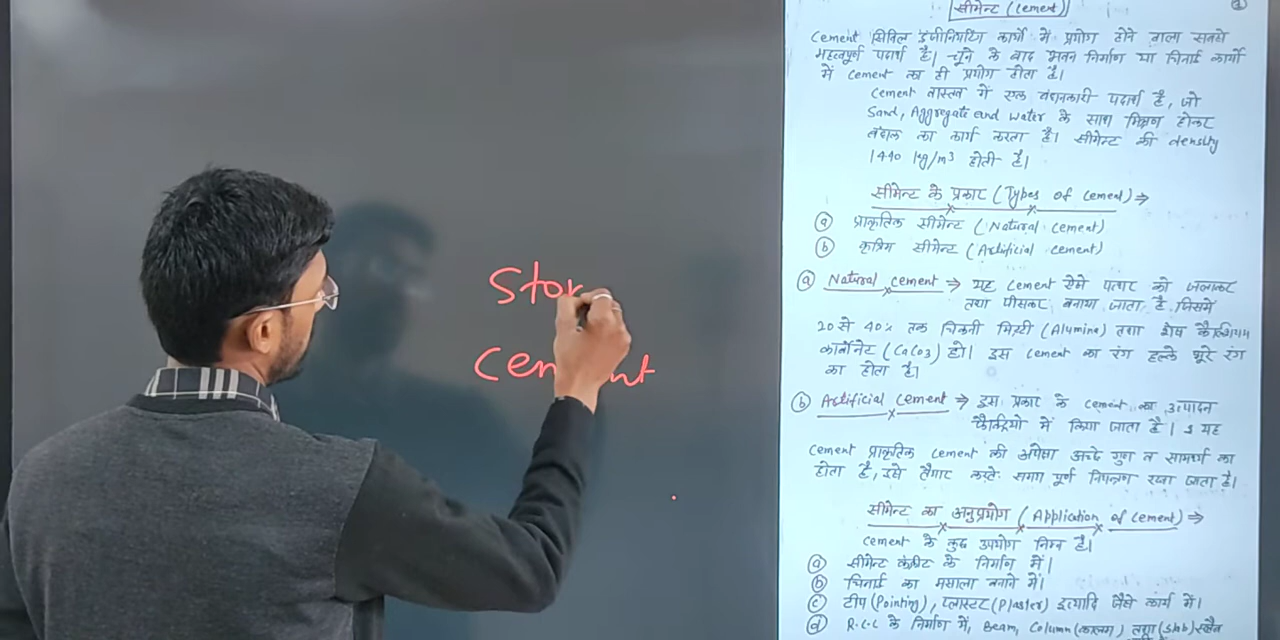 Sto
Cement
सीमेन्ट (Cement)
Cement सिविल इंजीनियरिंग कार्यो में प्रयोग होने वाला सबसे
महत्वपूर्ण पदार्थ है। चूने के बाद भवन निर्माण या चिनाई कार्यो
में Cement का ही प्रयोग होता है।
Cement वास्तव में एक बंधनकारी पदार्थ है, जो
Sand, Aggregate and Water के साथ मिश्रण होकर
बंधन का कार्य करता है। सीमेन्ट की density
1440 kg/m³ होती है।
सीमेन्ट के प्रकार (Types of Cement) ⇒
(a) प्राकृतिक सीमेन्ट (Natural Cement)
(b) कृत्रिम सीमेन्ट (Artificial Cement)
(a) Natural Cement ⇒ यह Cement ऐसे पत्थर को जलाकर
तथा पीसकर बनाया जाता है जिसमें
20 से 40% तक चिकनी मिट्टी (Alumina) तथा शेष कैल्शियम
कार्बोनेट (CaCo3) हो। इस Cement का रंग हल्के भूरे रंग
का होता है।
(b) Artificial Cement ⇒ इस प्रकार के Cement का उत्पादन
फैक्ट्रियो में किया जाता है। यह
Cement प्राकृतिक Cement की अपेक्षा अच्छे गुण व सामर्थ्य का
होता है, इसे तैयार करते समय पूर्ण नियन्त्रण रखा जाता है।
सीमेन्ट का अनुप्रयोग (Application of Cement) ⇒
Cement के कुछ उपयोग निम्न है।
(a) सीमेन्ट कंक्रीट के निर्माण में।
(b) चिनाई का मसाला बनाने में।
(c) टीप (Pointing), प्लास्टर (Plaster) इत्यादि जैसे कार्य में।
(d) R.C.C के निर्माण में, Beam, Column (कालम) तथा (Slab) स्लैब